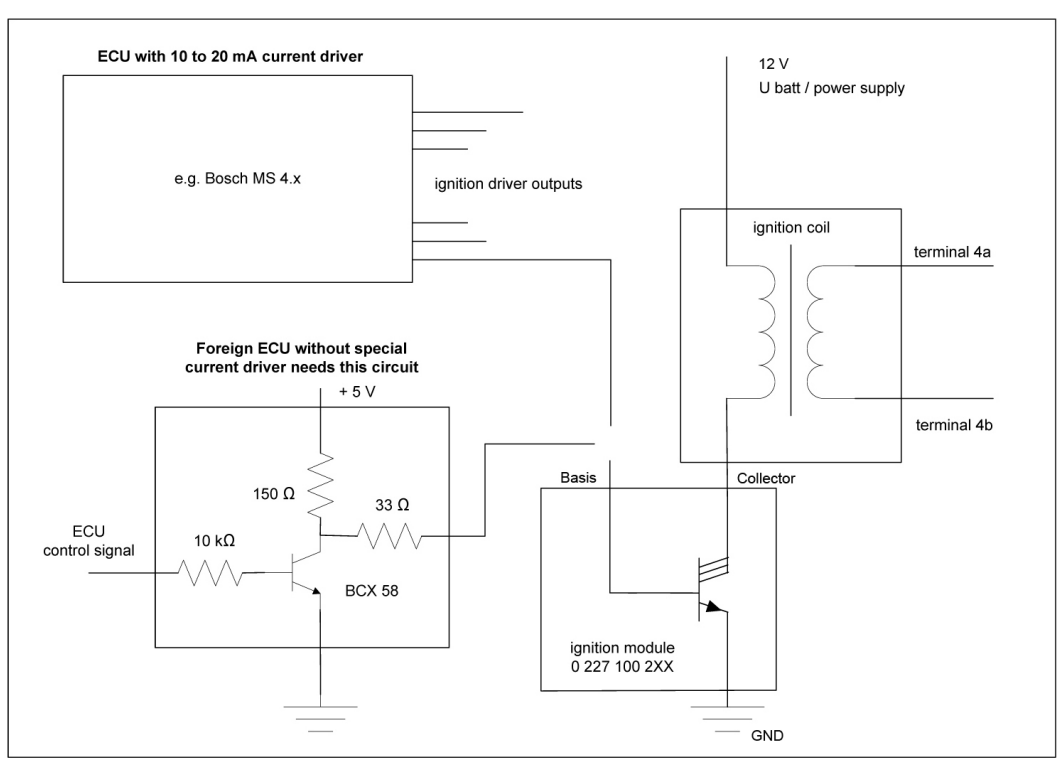 ECU with 10 to 20 mA current driver
12 V
U batt / power supply
e.g. Bosch MS 4.x
ignition driver outputs
ignition coil
terminal 4a
Foreign ECU without special
current driver needs this circuit
+ 5 V
terminal 4b
Basis
Collector
150 Ω
33 Ω
ECU
control signal
10 kΩ
BCX 58
ignition module
0 227 100 2XX
GND